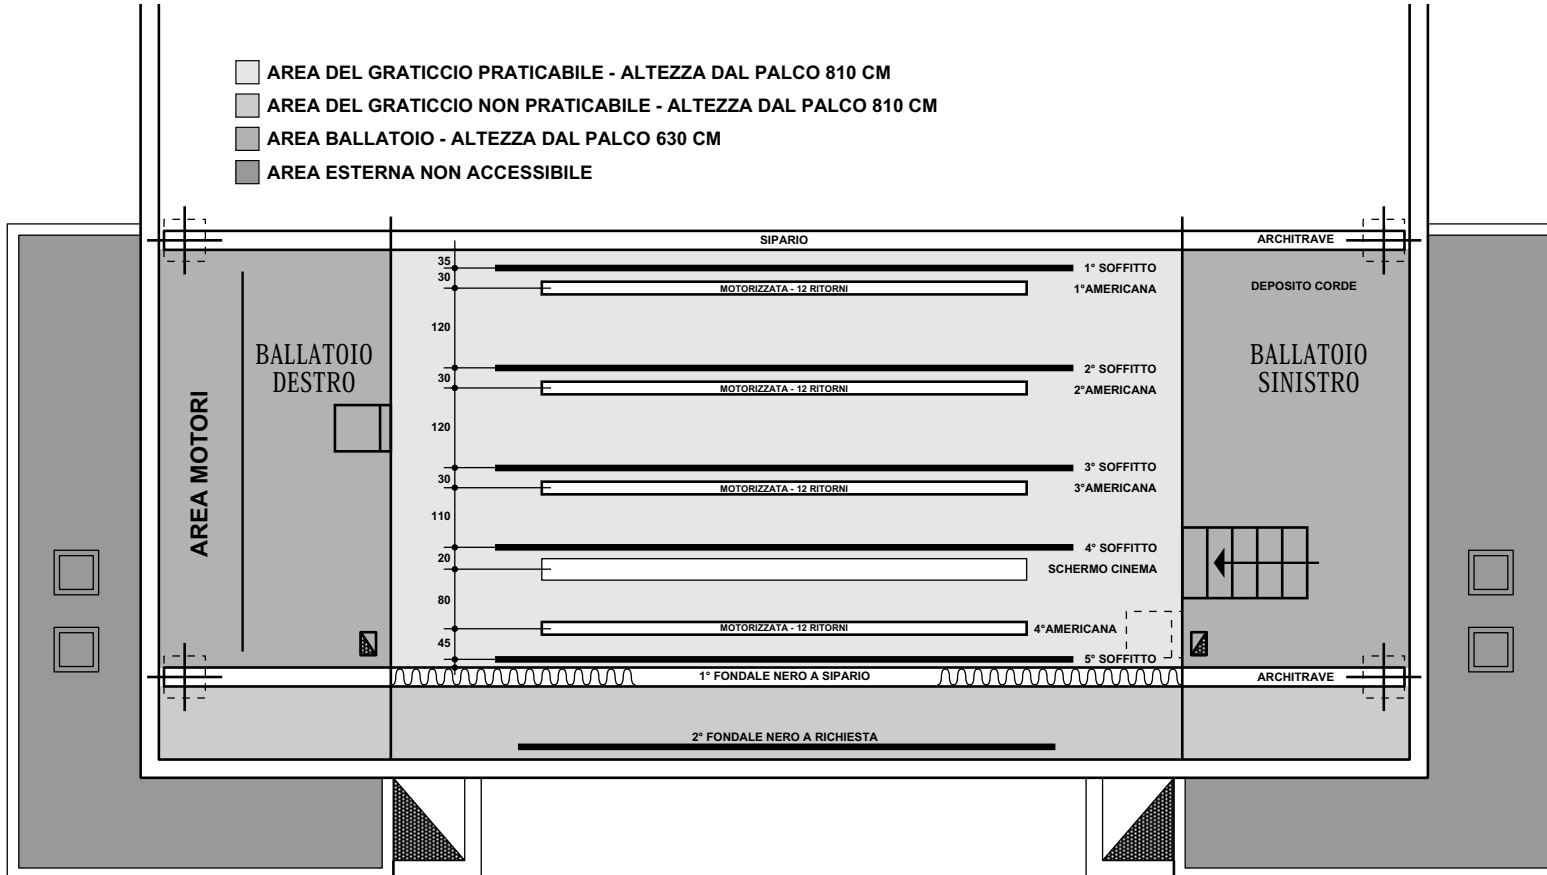 AREA DEL GRATICCIO PRATICABILE - ALTEZZA DAL PALCO 810 CM
AREA DEL GRATICCIO NON PRATICABILE - ALTEZZA DAL PALCO 810 CM
AREA BALLATOIO - ALTEZZA DAL PALCO 630 CM
AREA ESTERNA NON ACCESSIBILE
SIPARIO
ARCHITRAVE
35
1° SOFFITTO
30
MOTORIZZATA - 12 RITORNI
1°AMERICANA
DEPOSITO CORDE
120
BALLATOIO
DESTRO
BALLATOIO
SINISTRO
2° SOFFITTO
30
MOTORIZZATA - 12 RITORNI
2°AMERICANA
120
AREA MOTORI
3° SOFFITTO
30
MOTORIZZATA - 12 RITORNI
3°AMERICANA
110
4° SOFFITTO
20
SCHERMO CINEMA
80
MOTORIZZATA - 12 RITORNI
4°AMERICANA
45
5° SOFFITTO
1° FONDALE NERO A SIPARIO
ARCHITRAVE
2° FONDALE NERO A RICHIESTA